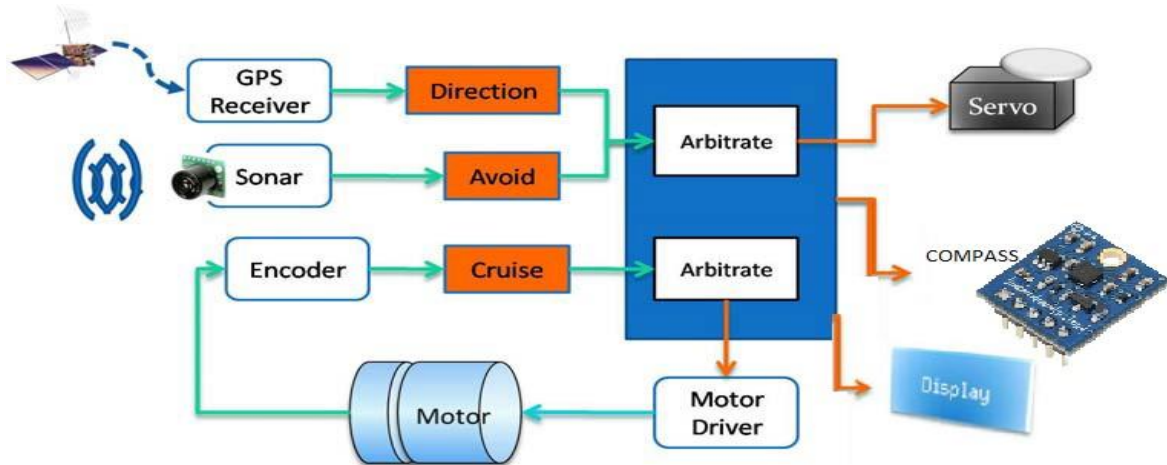 GPS
Receiver
Direction
Arbitrate
Servo
Sonar
Avoid
COMPASS
Encoder
Cruise
Arbitrate
Display
Motor
Motor
Driver